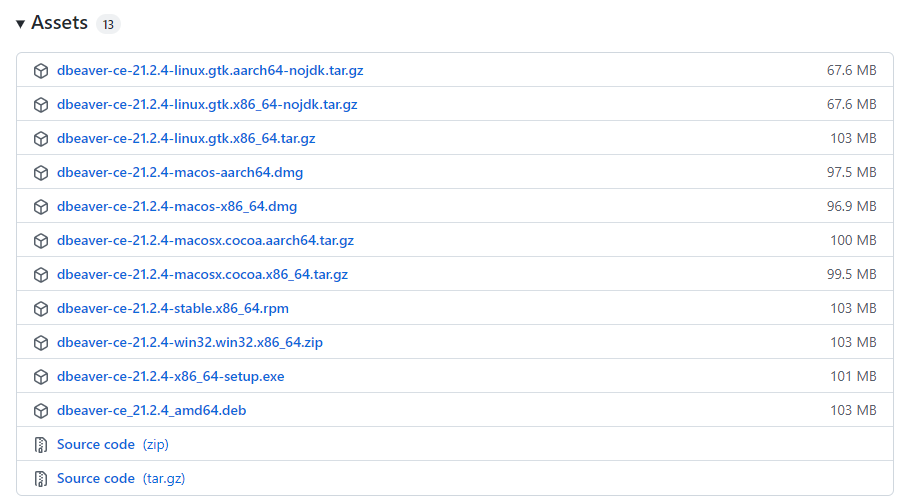 Assets 13
dbeaver-ce-21.2.4-linux.gtk.aarch64-nojdk.tar.gz 67.6 MB
dbeaver-ce-21.2.4-linux.gtk.x86_64-nojdk.tar.gz 67.6 MB
dbeaver-ce-21.2.4-linux.gtk.x86_64.tar.gz 103 MB
dbeaver-ce-21.2.4-macos-aarch64.dmg 97.5 MB
dbeaver-ce-21.2.4-macos-x86_64.dmg 96.9 MB
dbeaver-ce-21.2.4-macosx.cocoa.aarch64.tar.gz 100 MB
dbeaver-ce-21.2.4-macosx.cocoa.x86_64.tar.gz 99.5 MB
dbeaver-ce-21.2.4-stable.x86_64.rpm 103 MB
dbeaver-ce-21.2.4-win32.win32.x86_64.zip 103 MB
dbeaver-ce-21.2.4-x86_64-setup.exe 101 MB
dbeaver-ce_21.2.4_amd64.deb 103 MB
Source code (zip)
Source code (tar.gz)